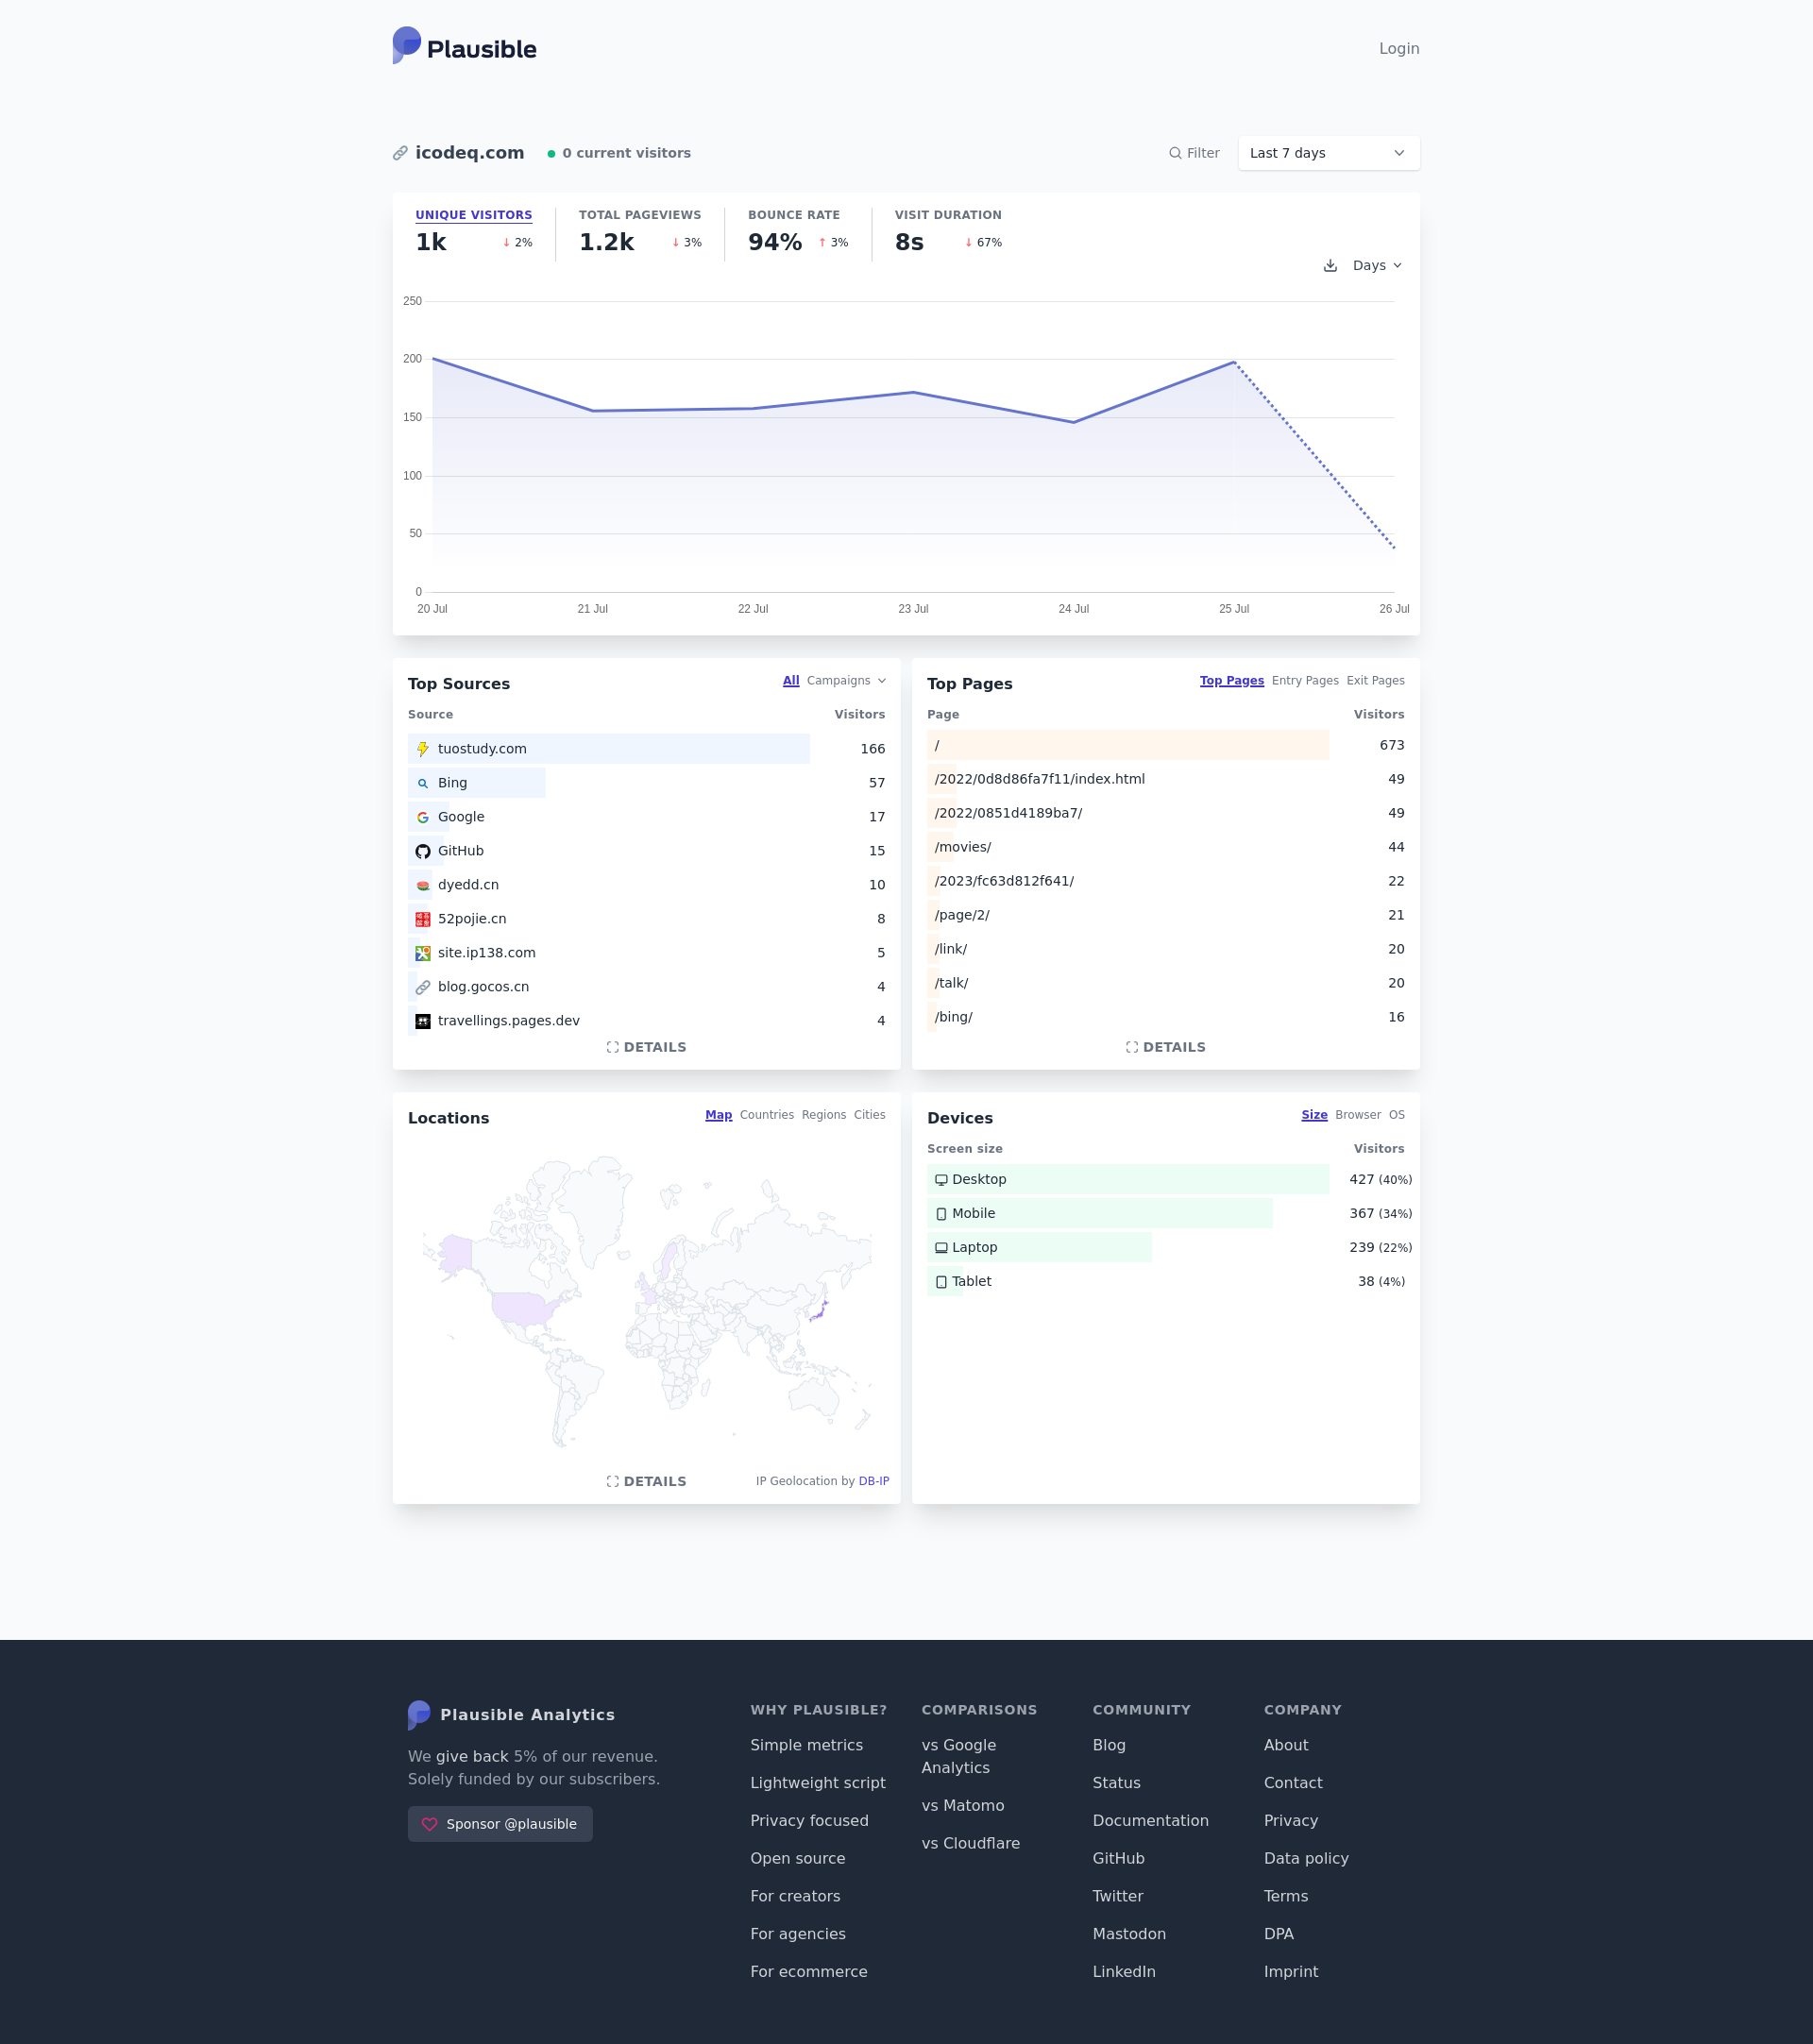 Plausible
Login
icodeq.com
0 current visitors
Filter
Last 7 days
UNIQUE VISITORS
1k
↓ 2%
TOTAL PAGEVIEWS
1.2k
↓ 3%
BOUNCE RATE
94%
↑ 3%
VISIT DURATION
8s
↓ 67%
Days
250
200
150
100
50
0
20 Jul
21 Jul
22 Jul
23 Jul
24 Jul
25 Jul
26 Jul
Top Sources
All Campaigns
Source Visitors
tuostudy.com 166
Bing 57
Google 17
GitHub 15
dyedd.cn 10
52pojie.cn 8
site.ip138.com 5
blog.gocos.cn 4
travellings.pages.dev 4
DETAILS
Top Pages
Top Pages Entry Pages Exit Pages
Page Visitors
/ 673
/2022/0d8d86fa7f11/index.html 49
/2022/0851d4189ba7/ 49
/movies/ 44
/2023/fc63d812f641/ 22
/page/2/ 21
/link/ 20
/talk/ 20
/bing/ 16
DETAILS
Locations
Map Countries Regions Cities
DETAILS
IP Geolocation by DB-IP
Devices
Size Browser OS
Screen size Visitors
Desktop 427 (40%)
Mobile 367 (34%)
Laptop 239 (22%)
Tablet 38 (4%)
Plausible Analytics
We give back 5% of our revenue.
Solely funded by our subscribers.
Sponsor @plausible
WHY PLAUSIBLE?
Simple metrics
Lightweight script
Privacy focused
Open source
For creators
For agencies
For ecommerce
COMPARISONS
vs Google
Analytics
vs Matomo
vs Cloudflare
COMMUNITY
Blog
Status
Documentation
GitHub
Twitter
Mastodon
LinkedIn
COMPANY
About
Contact
Privacy
Data policy
Terms
DPA
Imprint